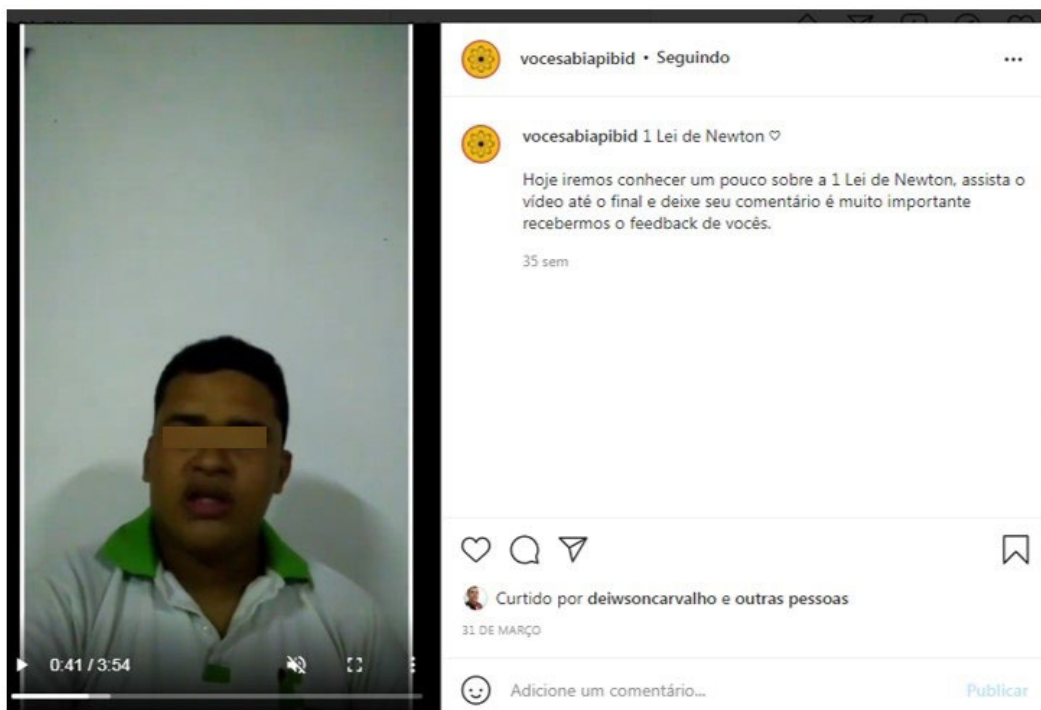 vocesabiapibid • Seguindo
vocesabiapibid 1 Lei de Newton ♡
Hoje iremos conhecer um pouco sobre a 1 Lei de Newton, assista o
vídeo até o final e deixe seu comentário é muito importante
recebermos o feedback de vocês.
35 sem
Curtido por deiwsoncarvalho e outras pessoas
31 DE MARÇO
0:41 / 3:54
Adicione um comentário...
Publicar